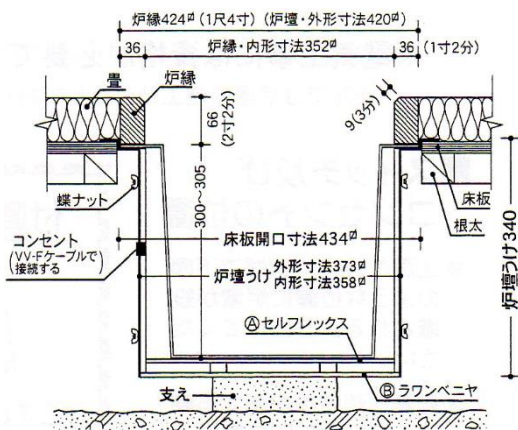 炉縁424□(1尺4寸)(炉壇・外形寸法420□)
36
炉縁・内形寸法352□
36
(1寸2分)
畳
炉縁
66
(2寸2分)
9(3分)
300〜305
床板
根太
蝶ナット
床板開口寸法434□
コンセント
(VV-Fケーブルで
接続する)
炉壇うけ
外形寸法373□
内形寸法358□
炉壇うけ340
Ⓐセルフレックス
Ⓑラワンベニヤ
支え